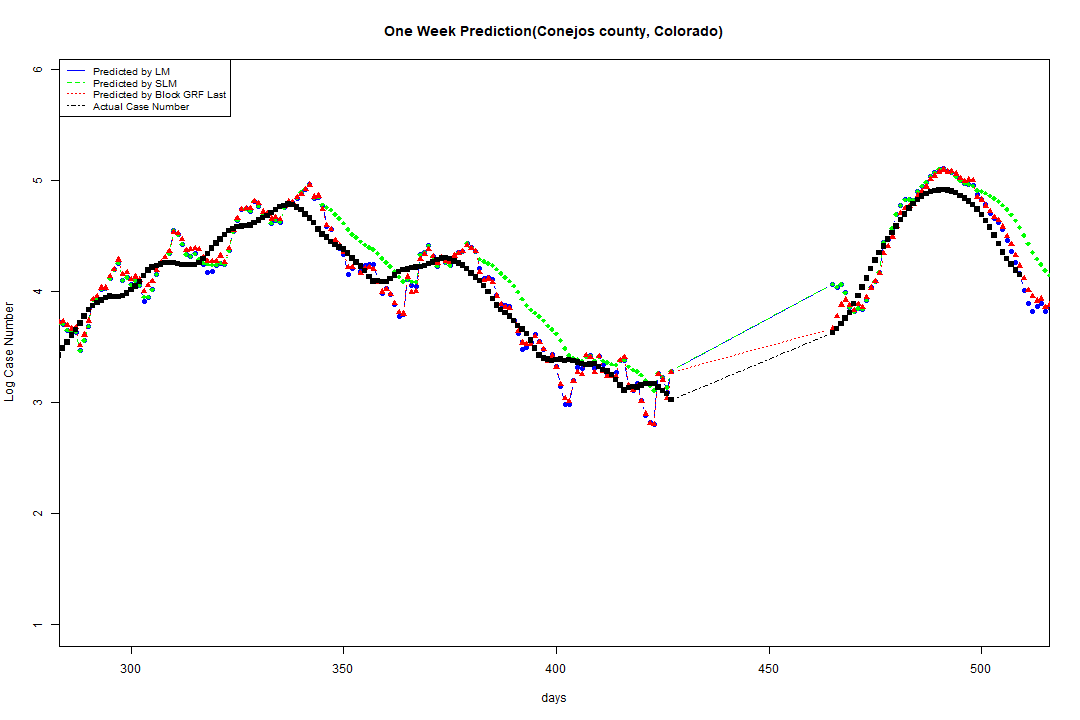 One Week Prediction(Conejos county, Colorado)
Predicted by LM
Predicted by SLM
Predicted by Block GRF Last
Actual Case Number
6
5
4
3
2
1
Log Case Number
300 350 400 450 500
days